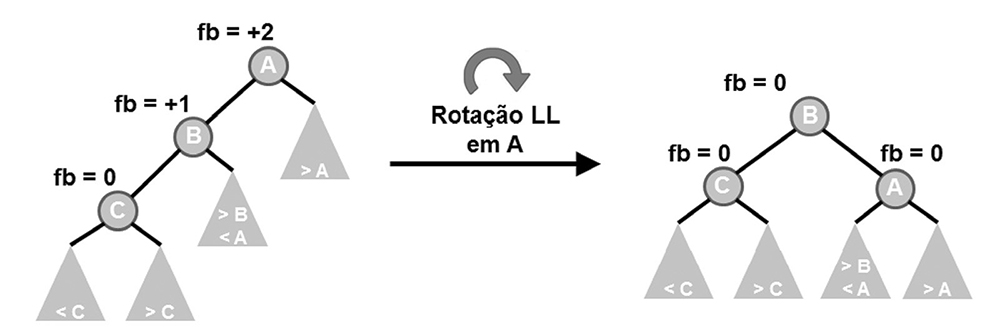 fb = +2
A
fb = +1
B
> A
fb = 0
C
> B
< A
< C
> C
Rotação LL
em A
fb = 0
B
fb = 0
fb = 0
C
A
< C
> C
> B
< A
> A